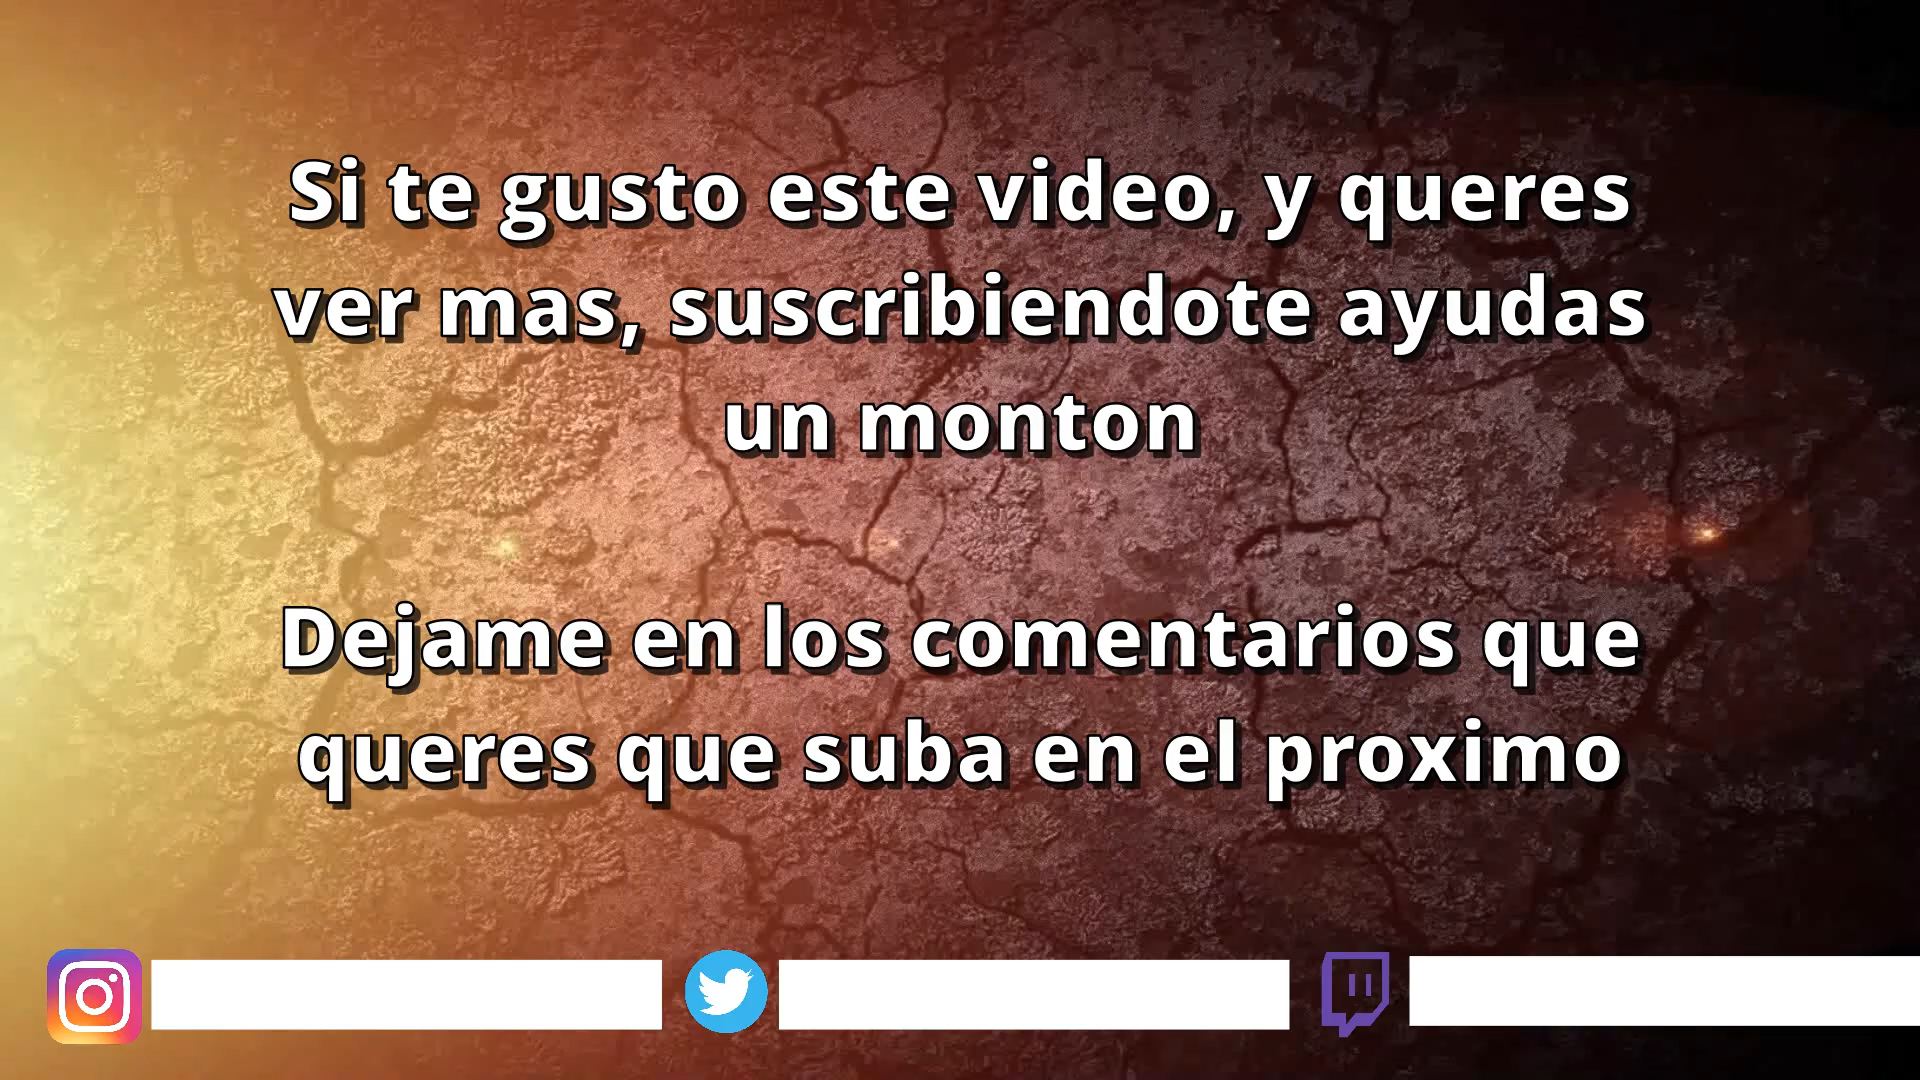 Si te gusto este video, y queres
ver mas, suscribiendote ayudas
un monton
Dejame en los comentarios que
queres que suba en el proximo